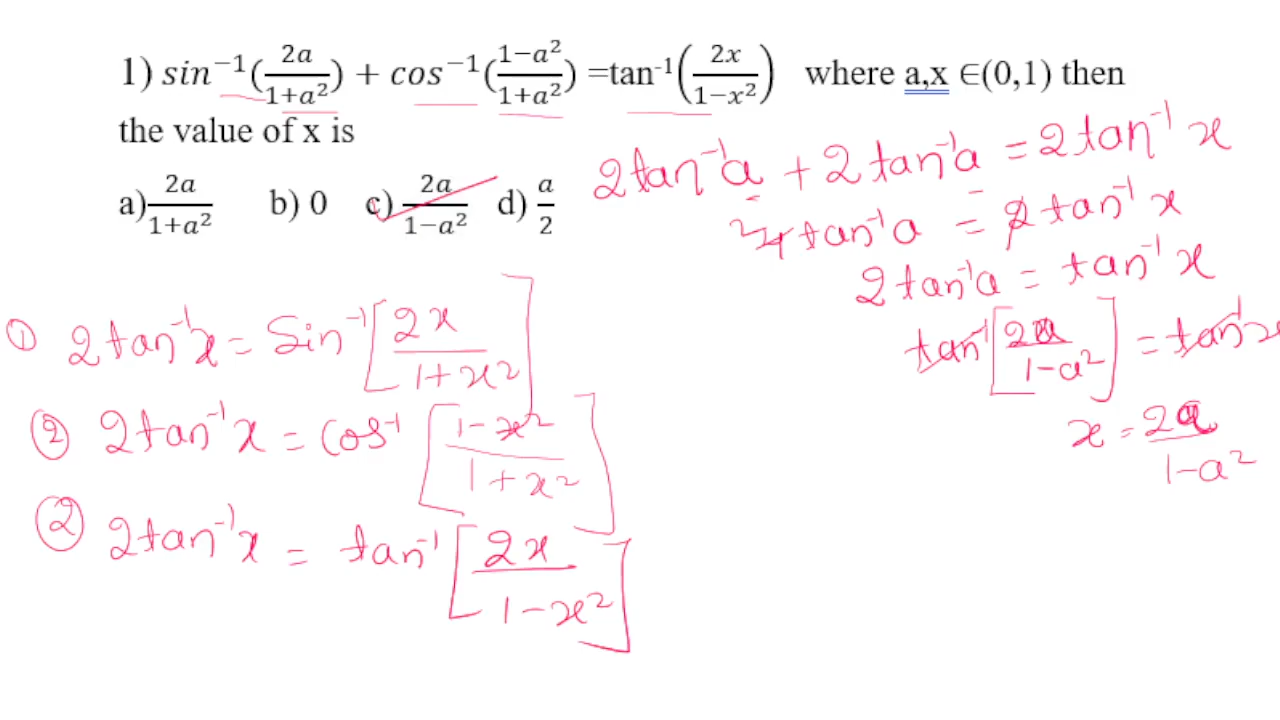 1) sin⁻¹(2a/1+a²) + cos⁻¹(1−a²/1+a²) =tan⁻¹(2x/1−x²) where a,x ∈(0,1) then
the value of x is
a) 2a/1+a² b) 0 c) 2a/1−a² d) a/2
2tan⁻¹a + 2tan⁻¹a = 2tan⁻¹x
²4tan⁻¹a = 2tan⁻¹x
2tan⁻¹a = tan⁻¹x
tan⁻¹[2a/1-a²] = tan⁻¹x
x = 2a/1-a²
① 2tan⁻¹x = Sin⁻¹[2x/1+x²]
② 2tan⁻¹x = Cos⁻¹[1-x²/1+x²]
② 2tan⁻¹x = tan⁻¹[2x/1-x²]